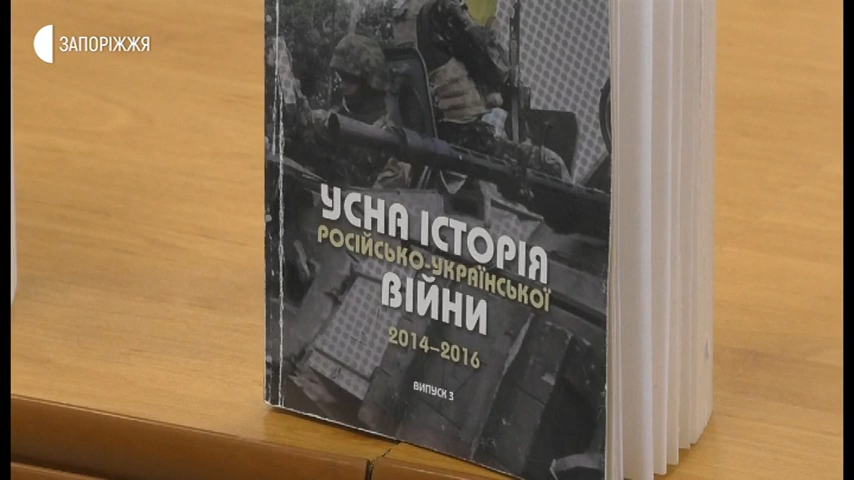 ЗАПОРІЖЖЯ
УСНА ІСТОРІЯ
РОСІЙСЬКО-УКРАЇНСЬКОЇ
ВІЙНИ
2014–2016
ВИПУСК 3